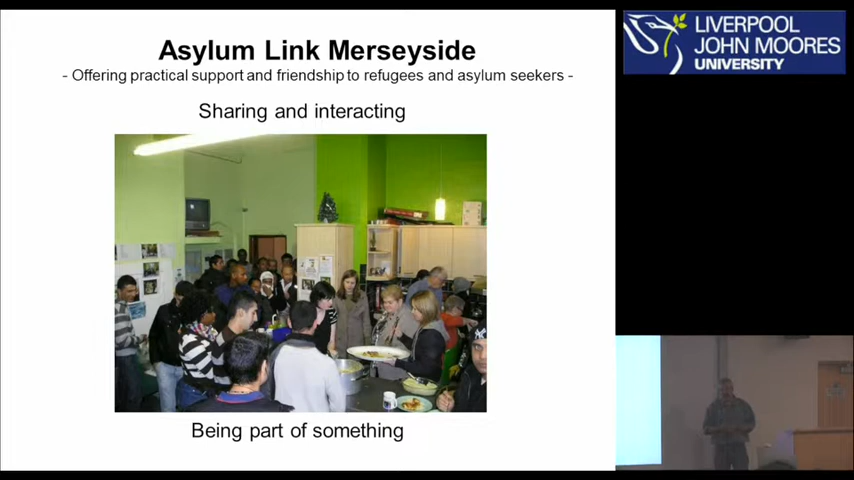 Asylum Link Merseyside
- Offering practical support and friendship to refugees and asylum seekers -
Sharing and interacting
Being part of something
LIVERPOOL
JOHN MOORES
UNIVERSITY